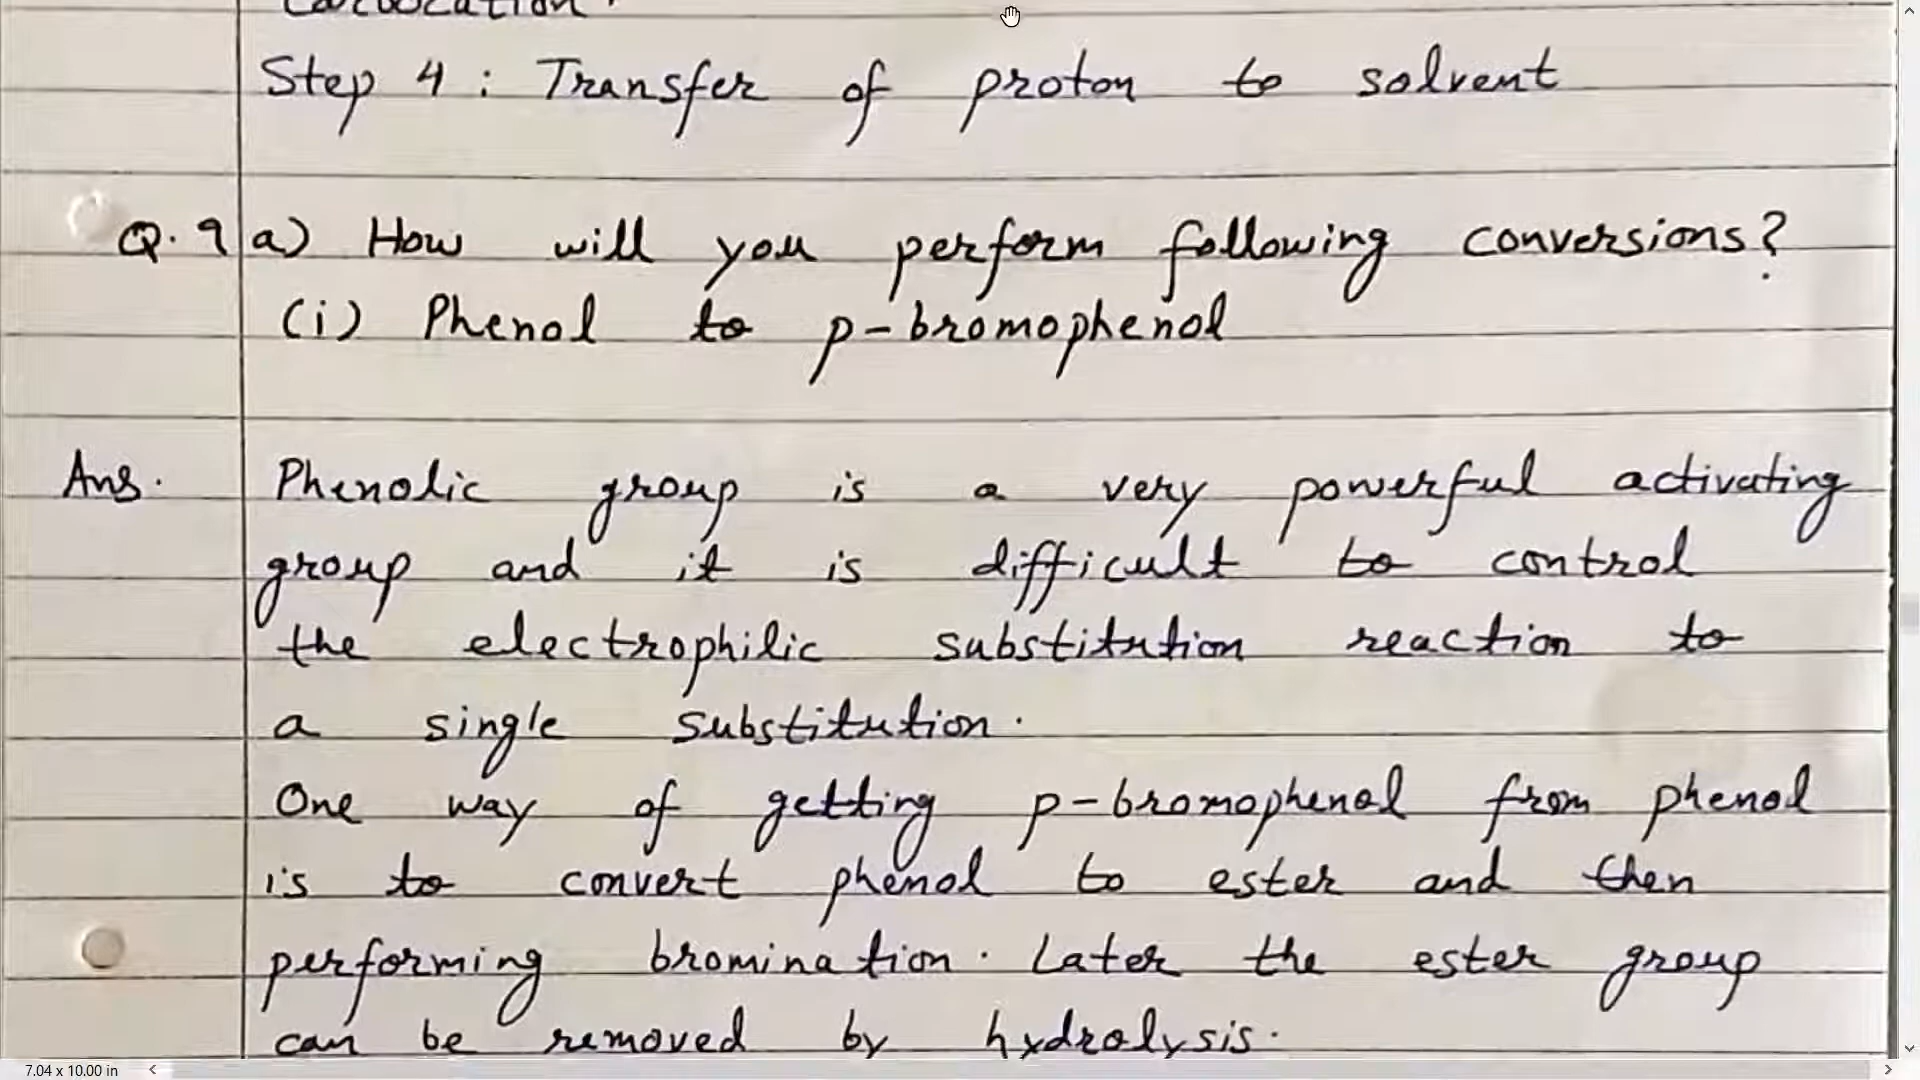 Carbocation.
Step 4 : Transfer of proton to solvent
Q. 9 a) How will you perform following conversions?
(i) Phenol to p-bromophenol
Ans. Phenolic group is a very powerful activating
group and it is difficult to control
the electrophilic substitution reaction to
a single substitution.
One way of getting p-bromophenol from phenol
is to convert phenol to ester and then
performing bromination. Later the ester group
can be removed by hydrolysis.
7.04 x 10.00 in